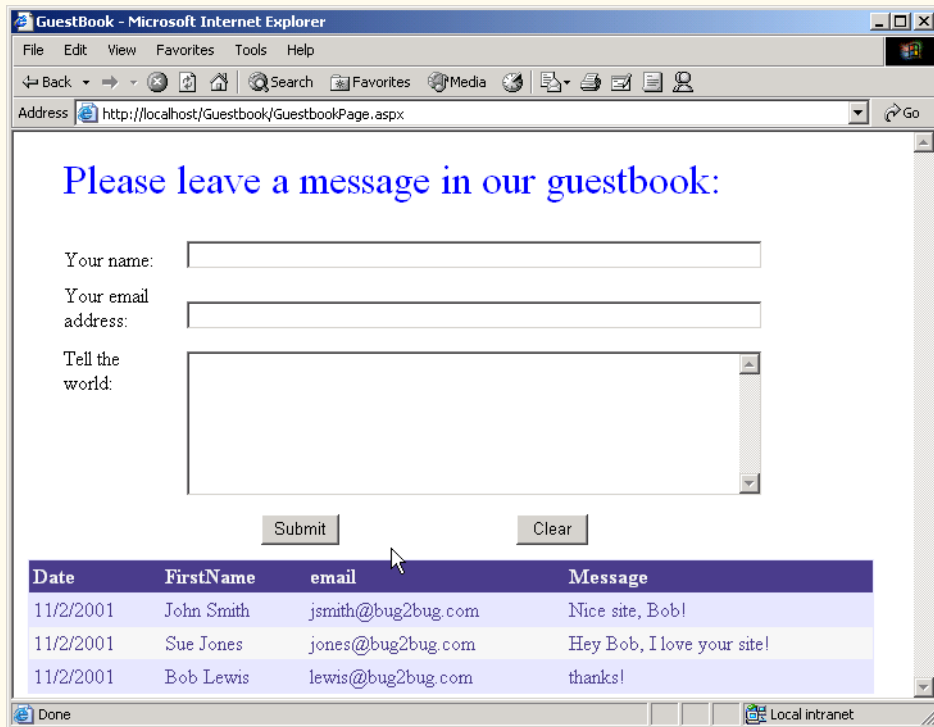 GuestBook - Microsoft Internet Explorer
File Edit View Favorites Tools Help
Back Search Favorites Media
Address http://localhost/Guestbook/GuestbookPage.aspx Go
Please leave a message in our guestbook:
Your name:
Your email
address:
Tell the
world:
Submit Clear
Date FirstName email Message
11/2/2001 John Smith jsmith@bug2bug.com Nice site, Bob!
11/2/2001 Sue Jones jones@bug2bug.com Hey Bob, I love your site!
11/2/2001 Bob Lewis lewis@bug2bug.com thanks!
Done Local intranet